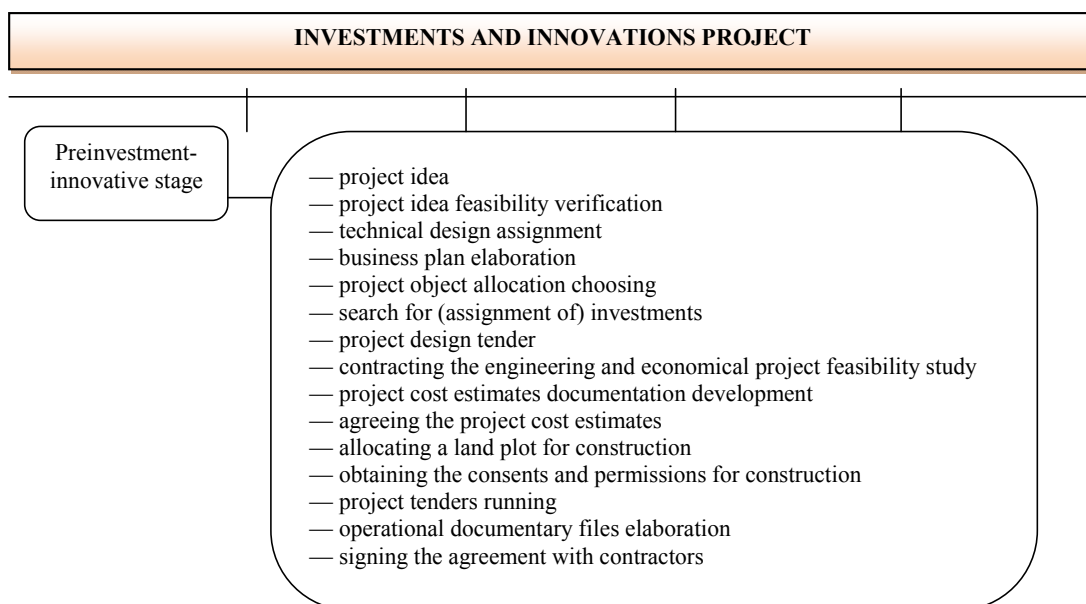 INVESTMENTS AND INNOVATIONS PROJECT
Preinvestment-
innovative stage
— project idea
— project idea feasibility verification
— technical design assignment
— business plan elaboration
— project object allocation choosing
— search for (assignment of) investments
— project design tender
— contracting the engineering and economical project feasibility study
— project cost estimates documentation development
— agreeing the project cost estimates
— allocating a land plot for construction
— obtaining the consents and permissions for construction
— project tenders running
— operational documentary files elaboration
— signing the agreement with contractors